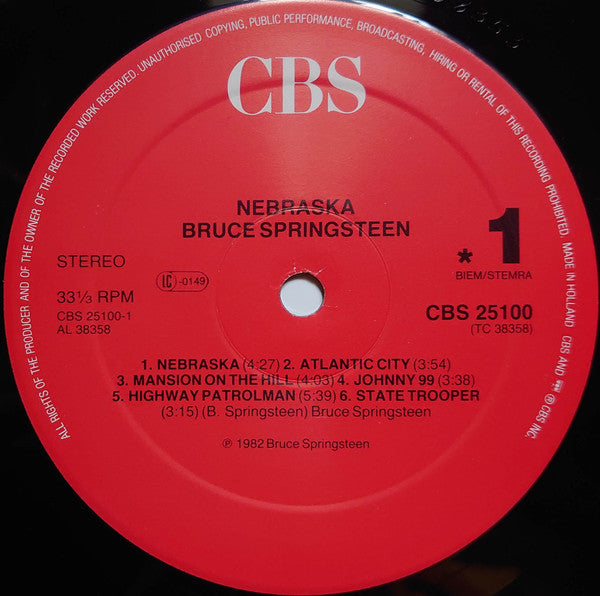 ALL RIGHTS OF THE PRODUCER AND OF THE OWNER OF THE RECORDED WORK RESERVED. UNAUTHORISED COPYING, PUBLIC PERFORMANCE, BROADCASTING, HIRING OR RENTAL OF THIS RECORDING PROHIBITED. MADE IN HOLLAND CBS AND ® CBS INC.
CBS
NEBRASKA
BRUCE SPRINGSTEEN
* 1
STEREO
LC -0149
BIEM/STEMRA
33⅓ RPM
CBS 25100
CBS 25100-1
(TC 38358)
AL 38358
1. NEBRASKA (4:27) 2. ATLANTIC CITY (3:54)
3. MANSION ON THE HILL (4:03) 4. JOHNNY 99 (3:38)
5. HIGHWAY PATROLMAN (5:39) 6. STATE TROOPER
(3:15) (B. Springsteen) Bruce Springsteen
℗ 1982 Bruce Springsteen